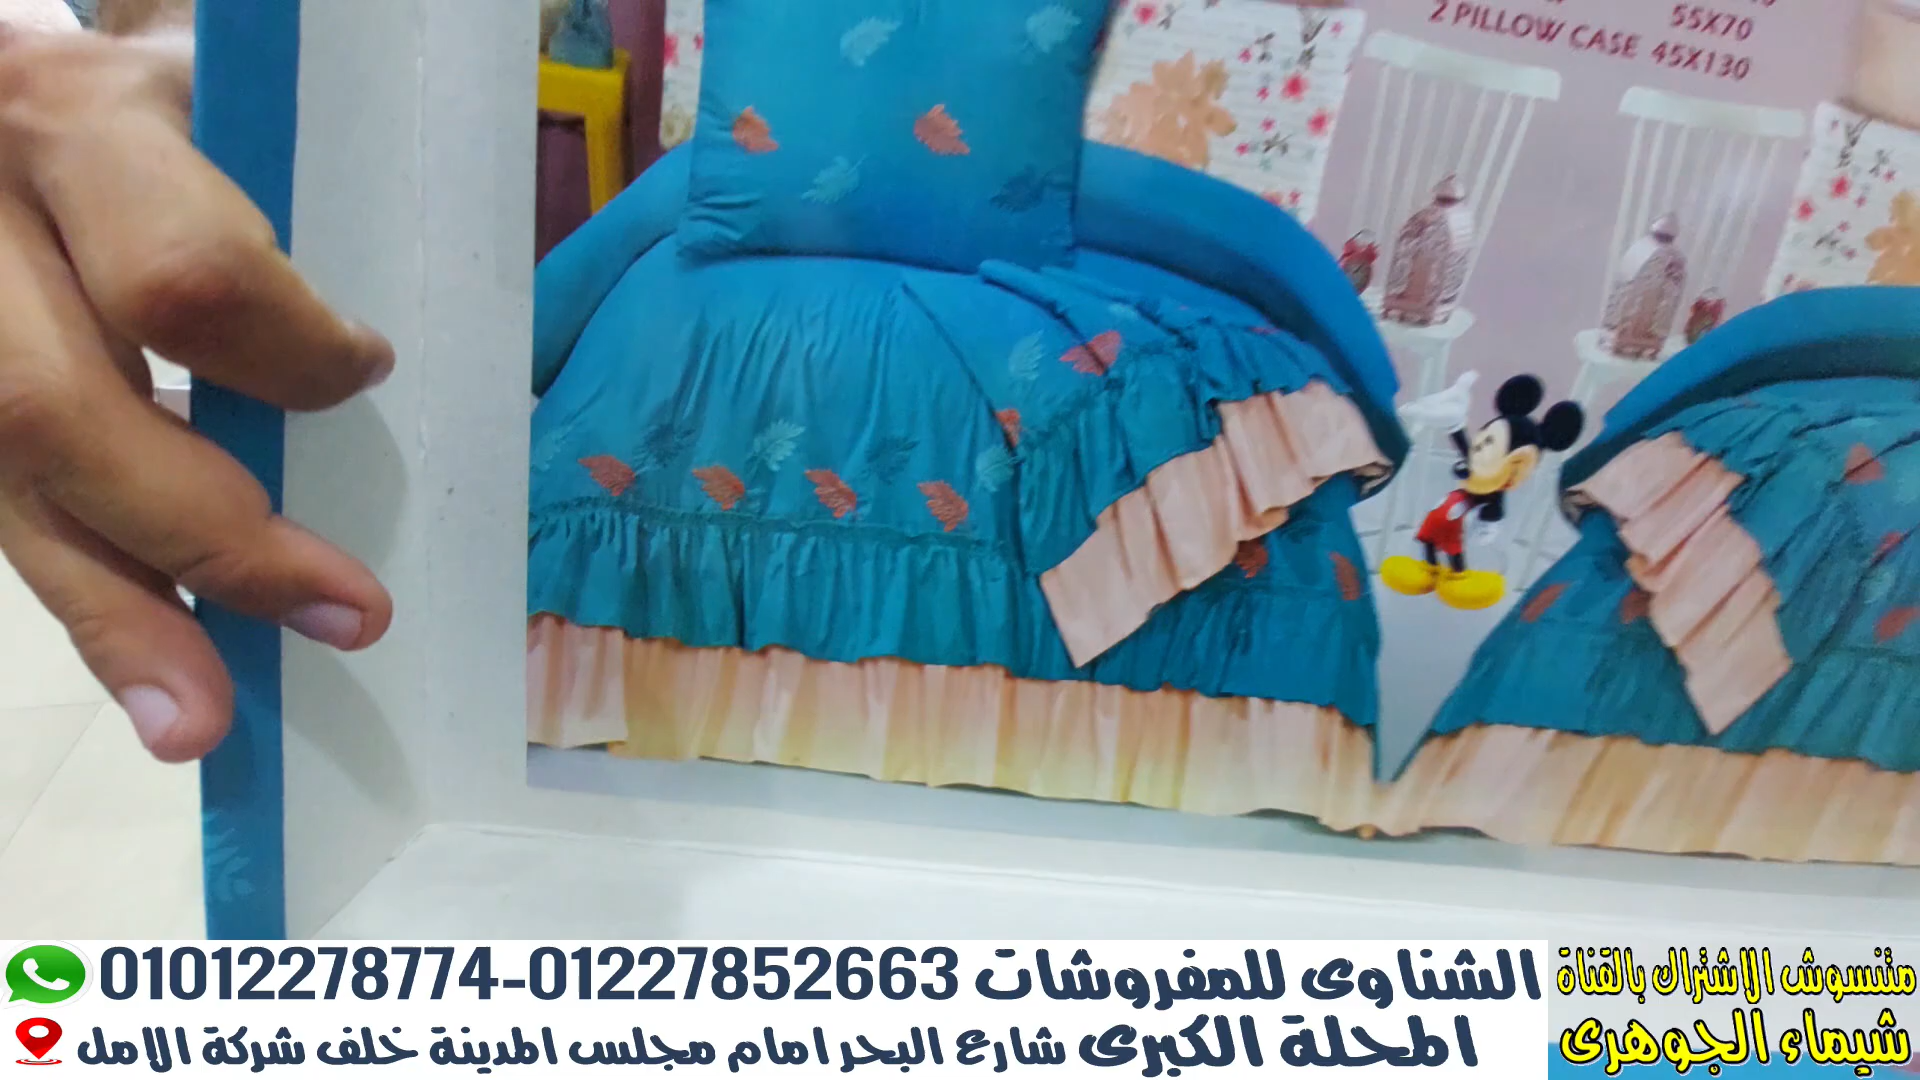 55X70
2 PILLOW CASE 45X130
الشناوى للمفروشات 01227852663-01012278774
المحلة الكبرى شارع البحر امام مجلس المدينة خلف شركة الامل
متنسوش الاشتراك بالقناة
شيماء الجوهرى